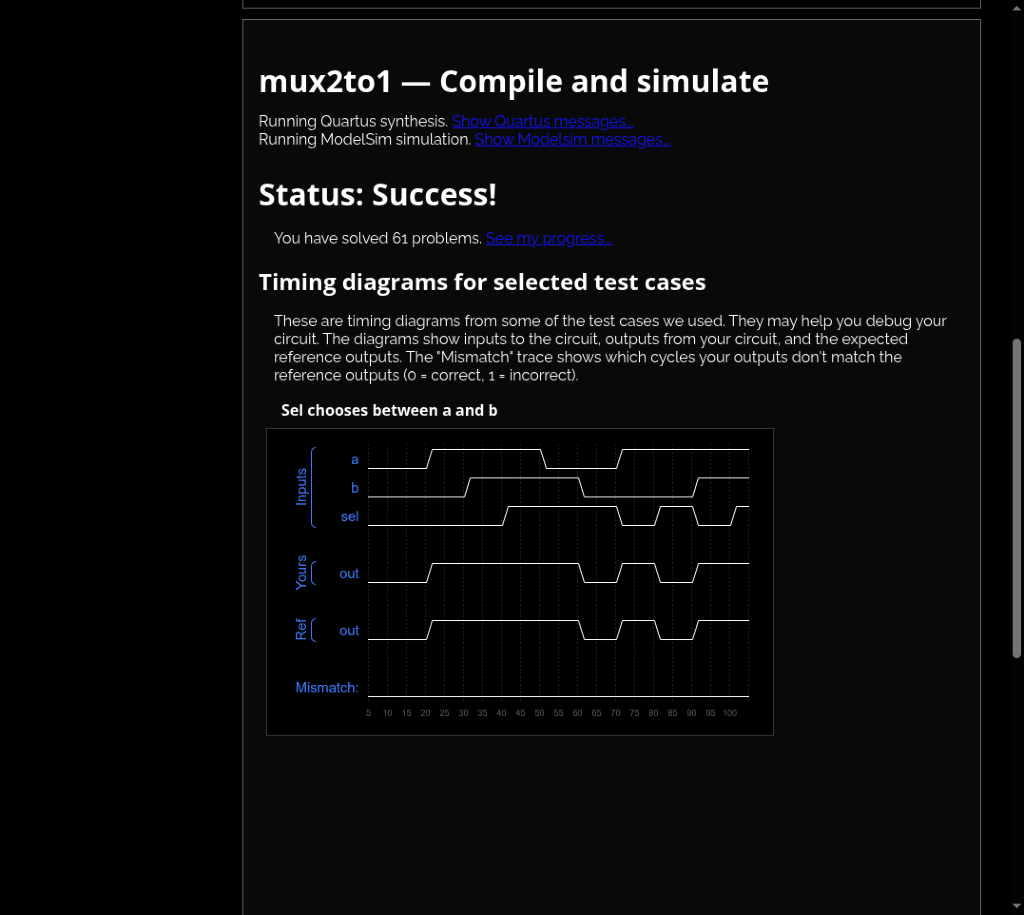 mux2to1 — Compile and simulate
Running Quartus synthesis. Show Quartus messages...
Running ModelSim simulation. Show Modelsim messages...
Status: Success!
You have solved 61 problems. See my progress...
Timing diagrams for selected test cases
These are timing diagrams from some of the test cases we used. They may help you debug your
circuit. The diagrams show inputs to the circuit, outputs from your circuit, and the expected
reference outputs. The "Mismatch" trace shows which cycles your outputs don't match the
reference outputs (0 = correct, 1 = incorrect).
Sel chooses between a and b
Inputs
a
b
sel
Yours
out
Ref
out
Mismatch:
5 10 15 20 25 30 35 40 45 50 55 60 65 70 75 80 85 90 95 100